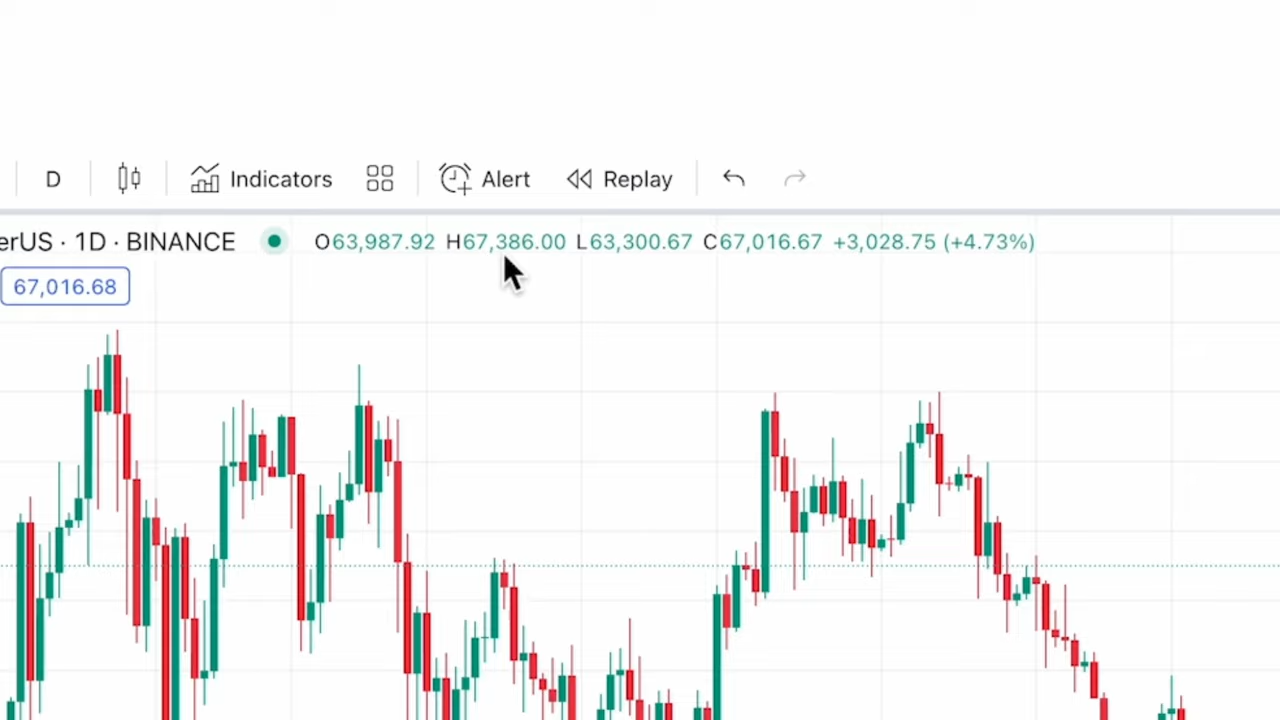 D Indicators Alert Replay
erUS · 1D · BINANCE O63,987.92 H67,386.00 L63,300.67 C67,016.67 +3,028.75 (+4.73%)
67,016.68